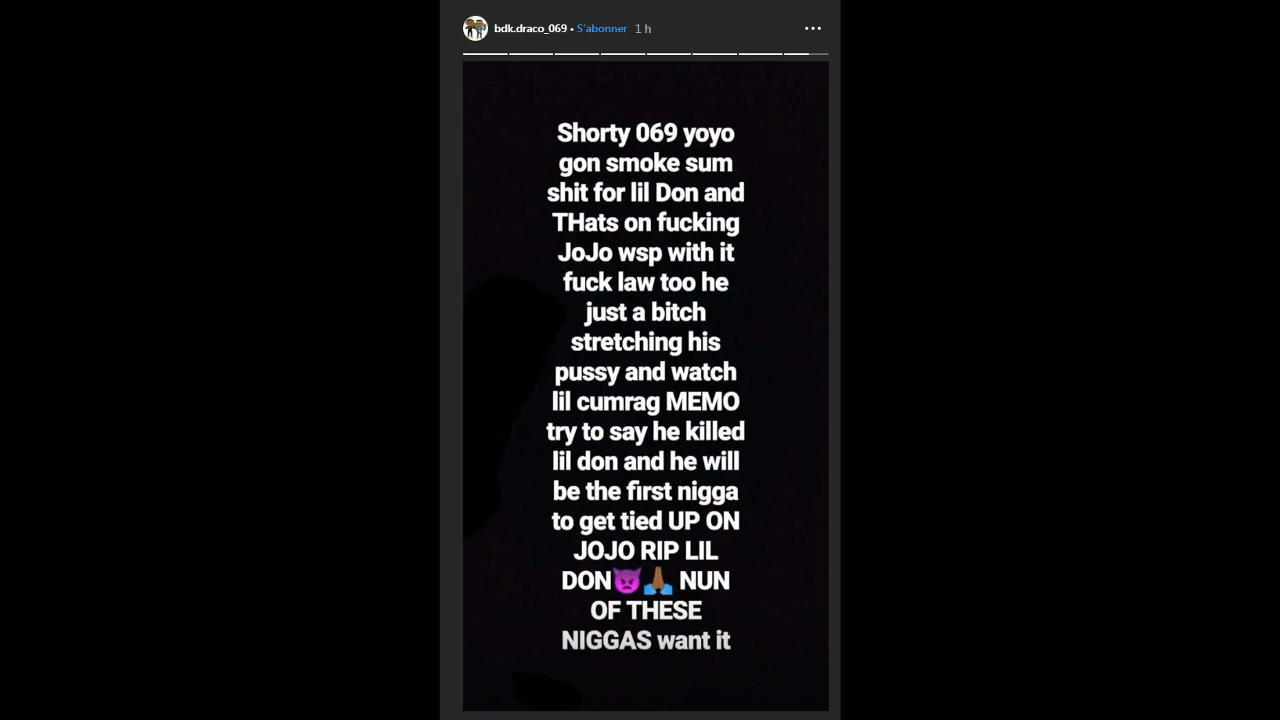 bdk.draco_069 • S'abonner 1 h
Shorty 069 yoyo
gon smoke sum
shit for lil Don and
THats on fucking
JoJo wsp with it
fuck law too he
just a bitch
stretching his
pussy and watch
lil cumrag MEMO
try to say he killed
lil don and he will
be the first nigga
to get tied UP ON
JOJO RIP LIL
DON😈🙏🏾 NUN
OF THESE
NIGGAS want it